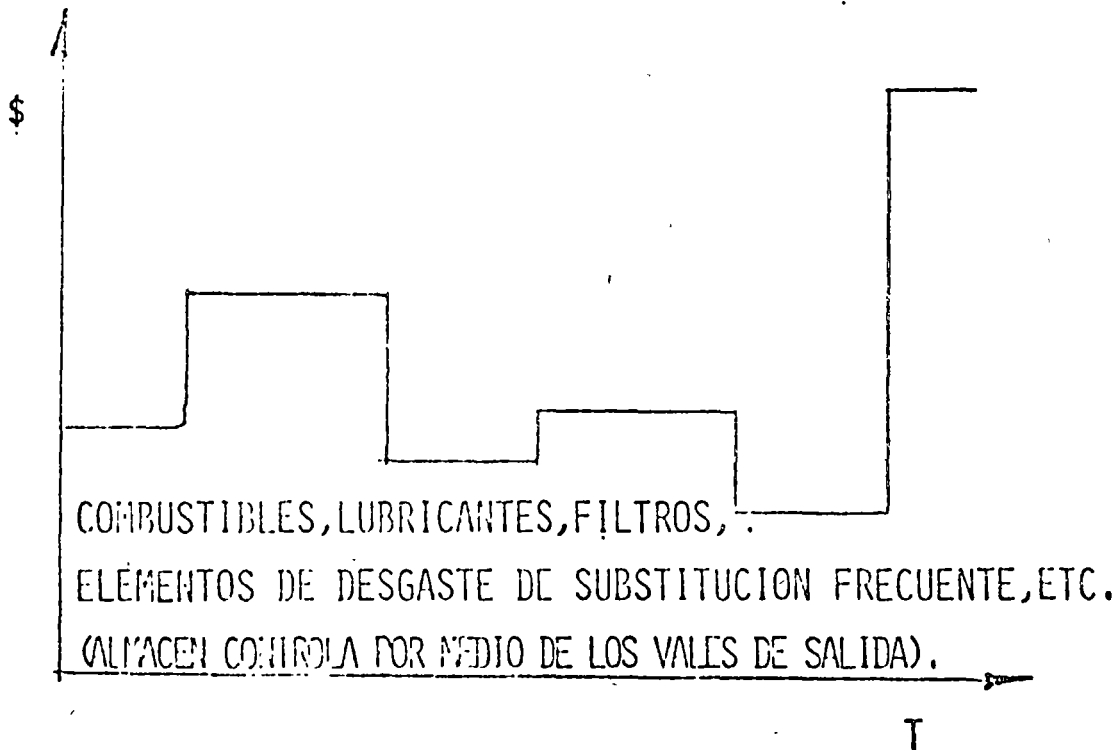 $
COMBUSTIBLES, LUBRICANTES, FILTROS, .
ELEMENTOS DE DESGASTE DE SUBSTITUCION FRECUENTE, ETC.
(ALMACEN CONTROLA POR MEDIO DE LOS VALES DE SALIDA).
T